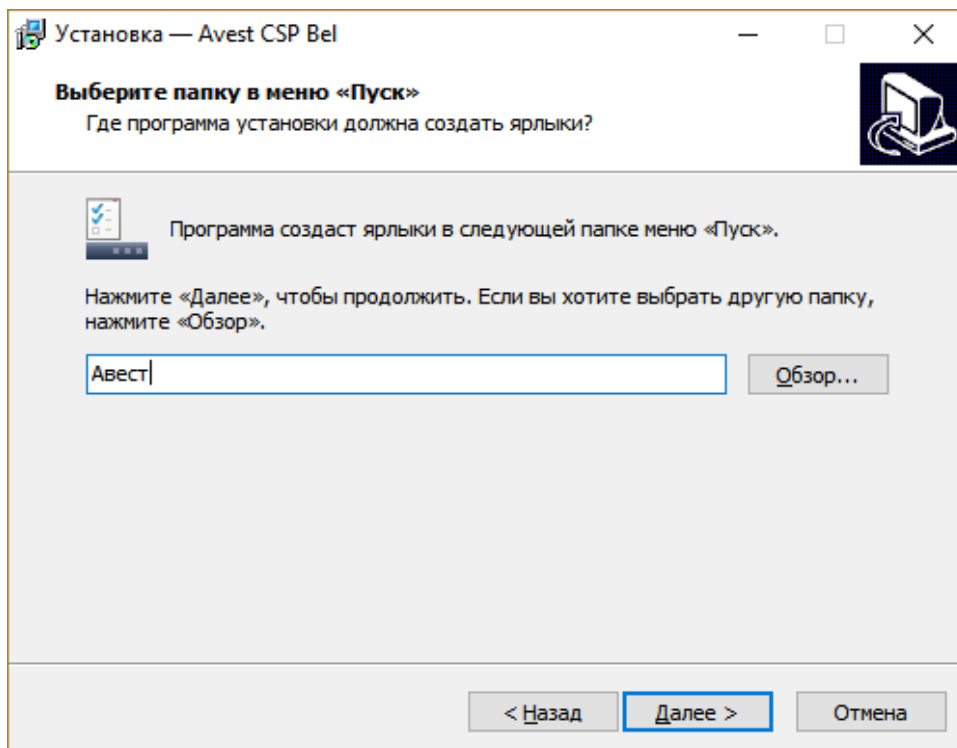 Установка — Avest CSP Bel
Выберите папку в меню «Пуск»
Где программа установки должна создать ярлыки?
Программа создаст ярлыки в следующей папке меню «Пуск».
Нажмите «Далее», чтобы продолжить. Если вы хотите выбрать другую папку,
нажмите «Обзор».
Авест
Обзор...
< Назад
Далее >
Отмена